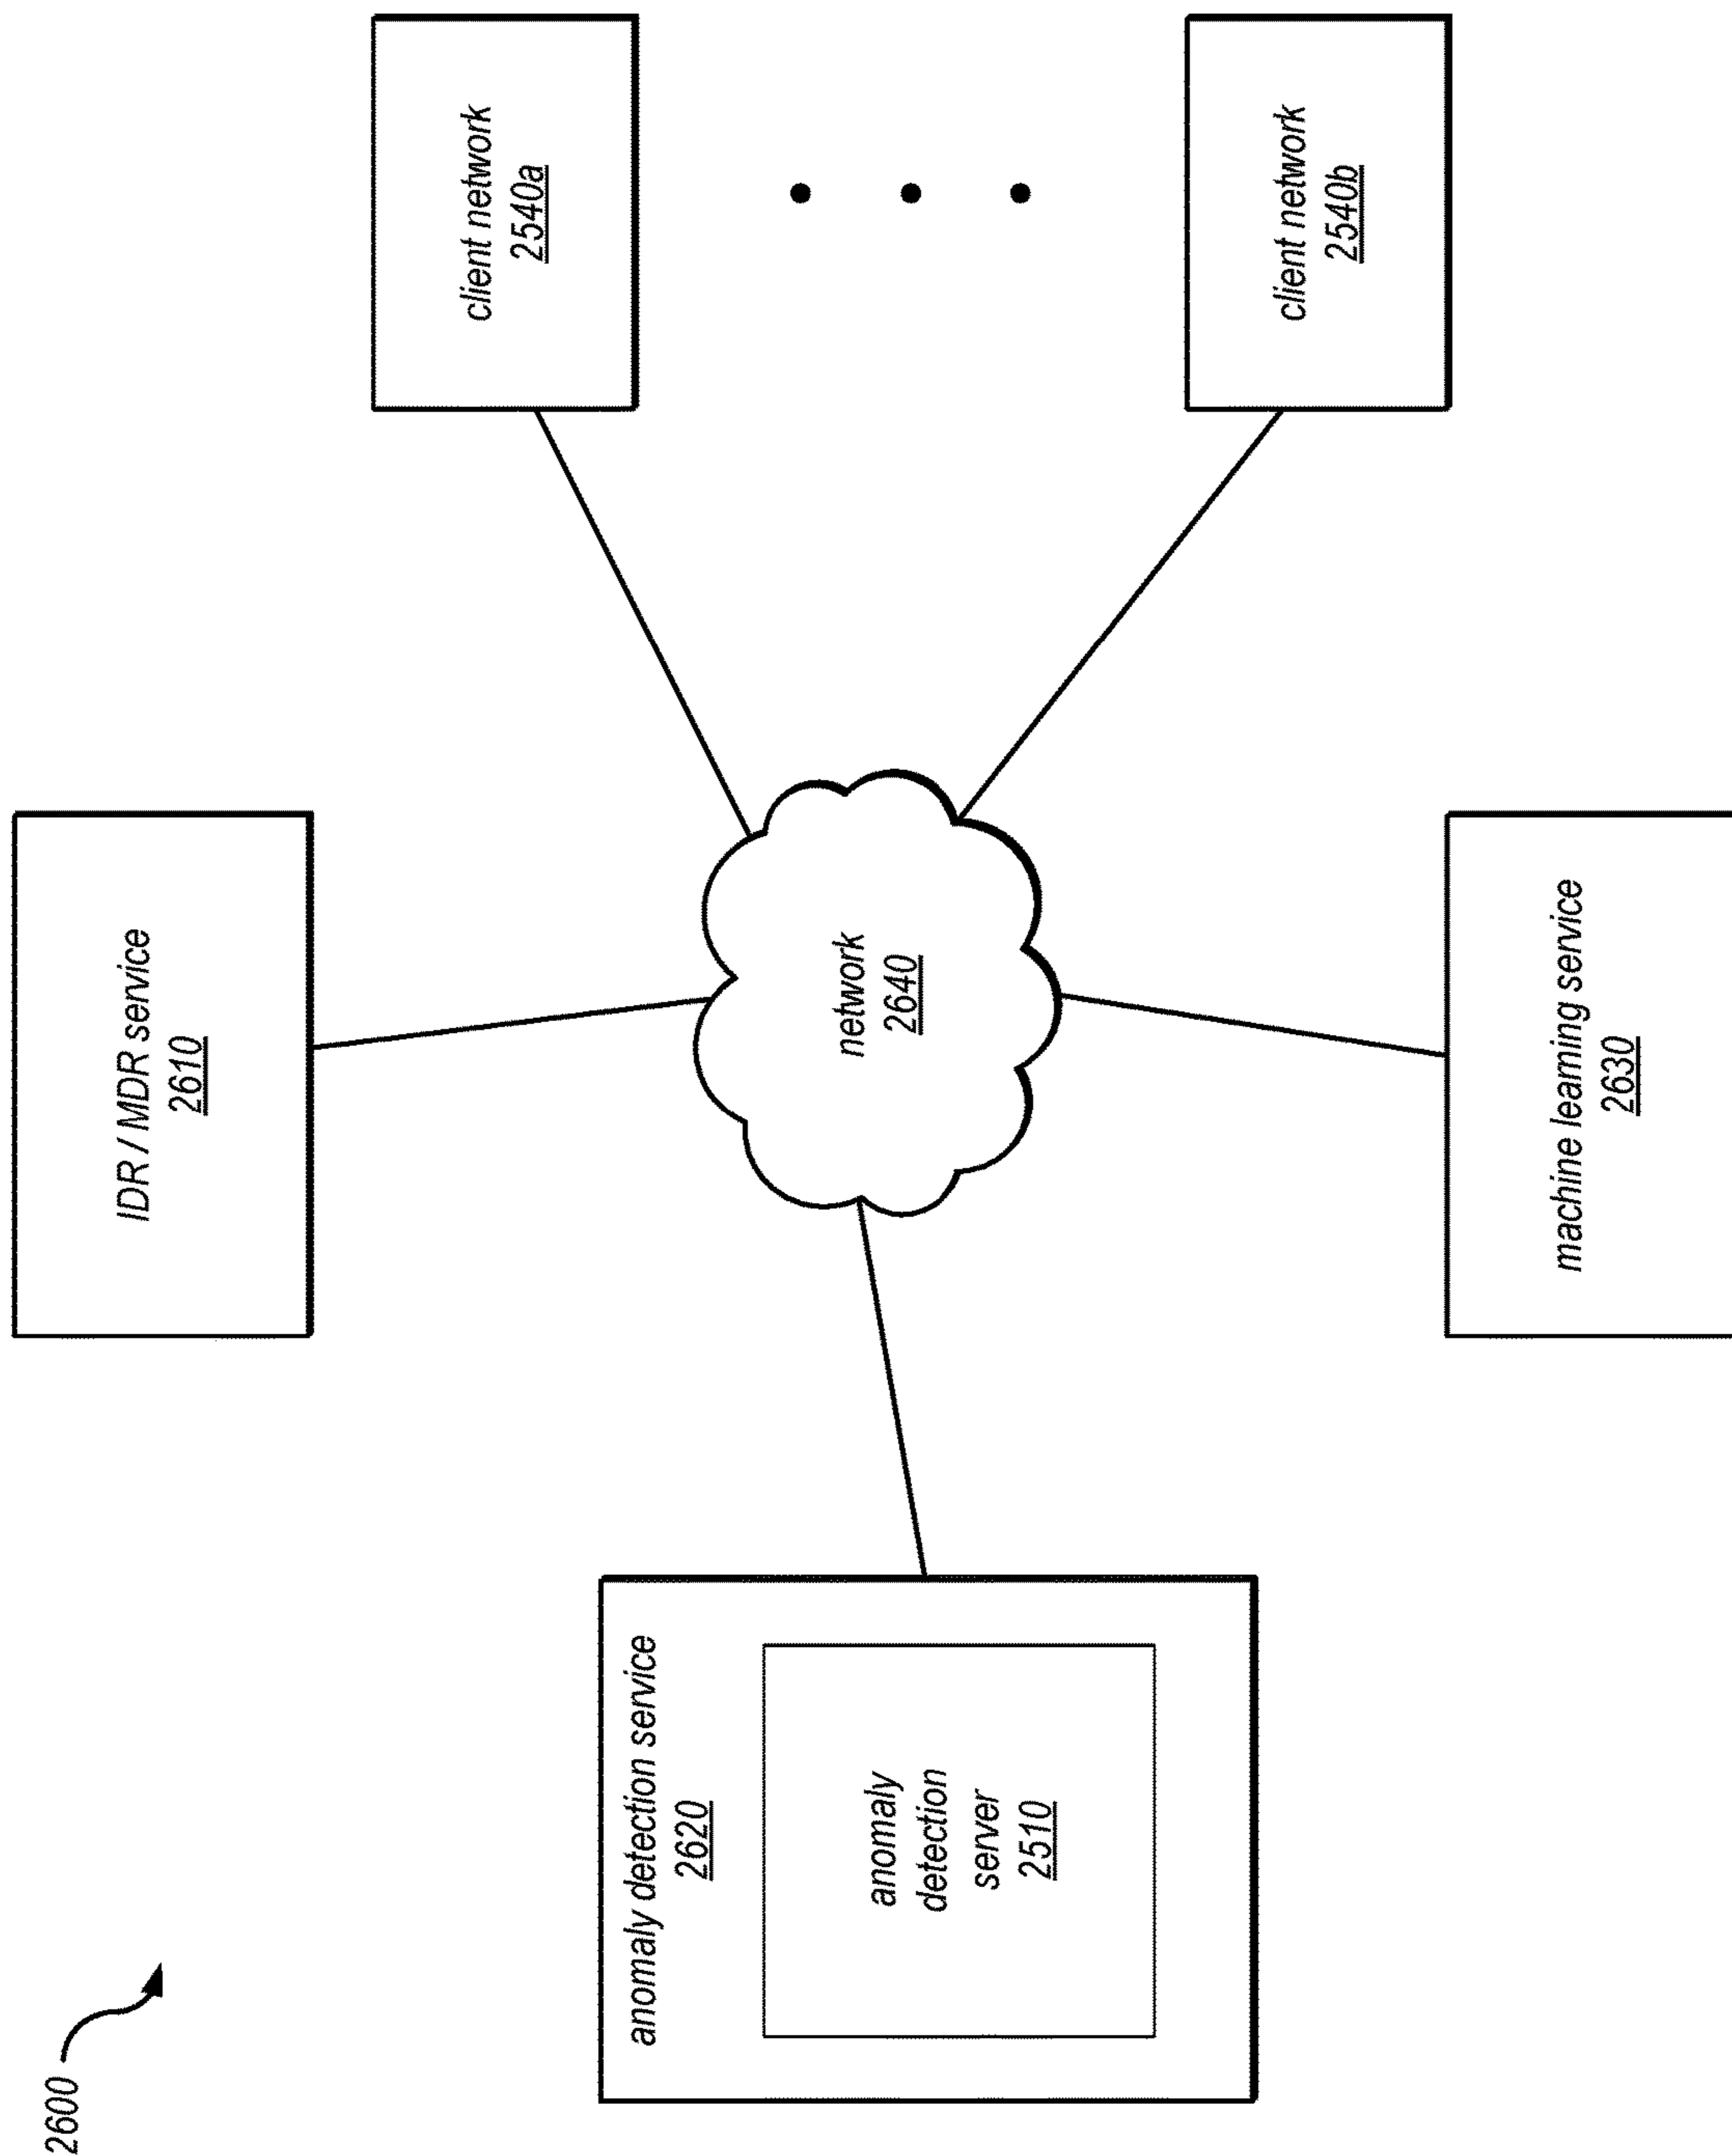 2600
IDR / MDR service
2610
client network
2540a
anomaly detection service
2620
anomaly
detection
server
2510
network
2640
client network
2540b
machine learning service
2630